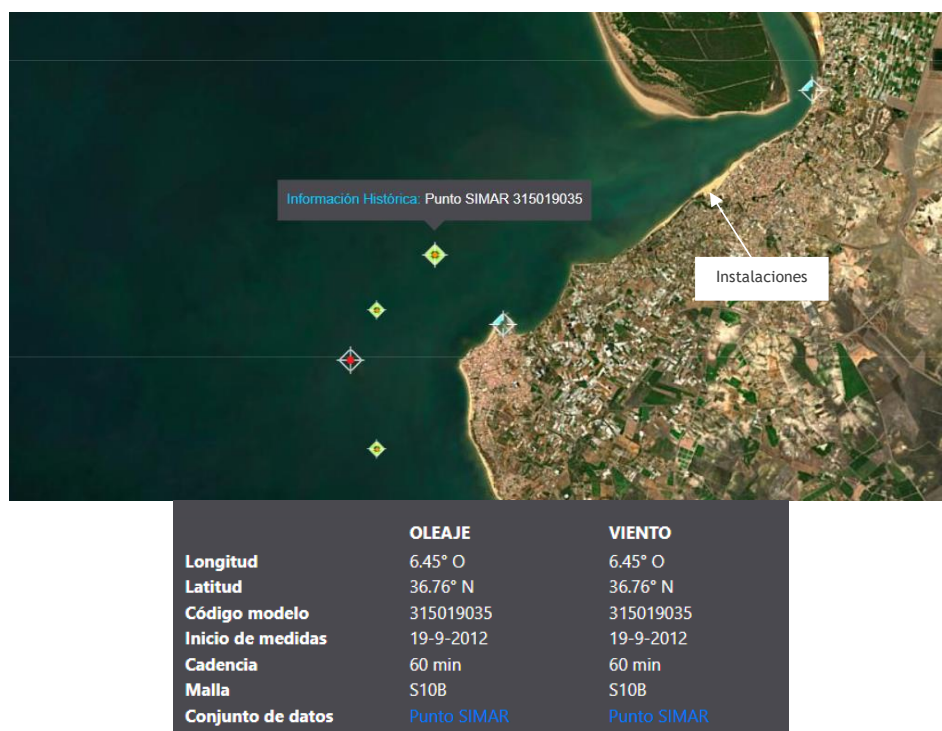 Información Histórica: Punto SIMAR 315019035
Instalaciones
OLEAJE VIENTO
Longitud 6.45° O 6.45° O
Latitud 36.76° N 36.76° N
Código modelo 315019035 315019035
Inicio de medidas 19-9-2012 19-9-2012
Cadencia 60 min 60 min
Malla S10B S10B
Conjunto de datos Punto SIMAR Punto SIMAR